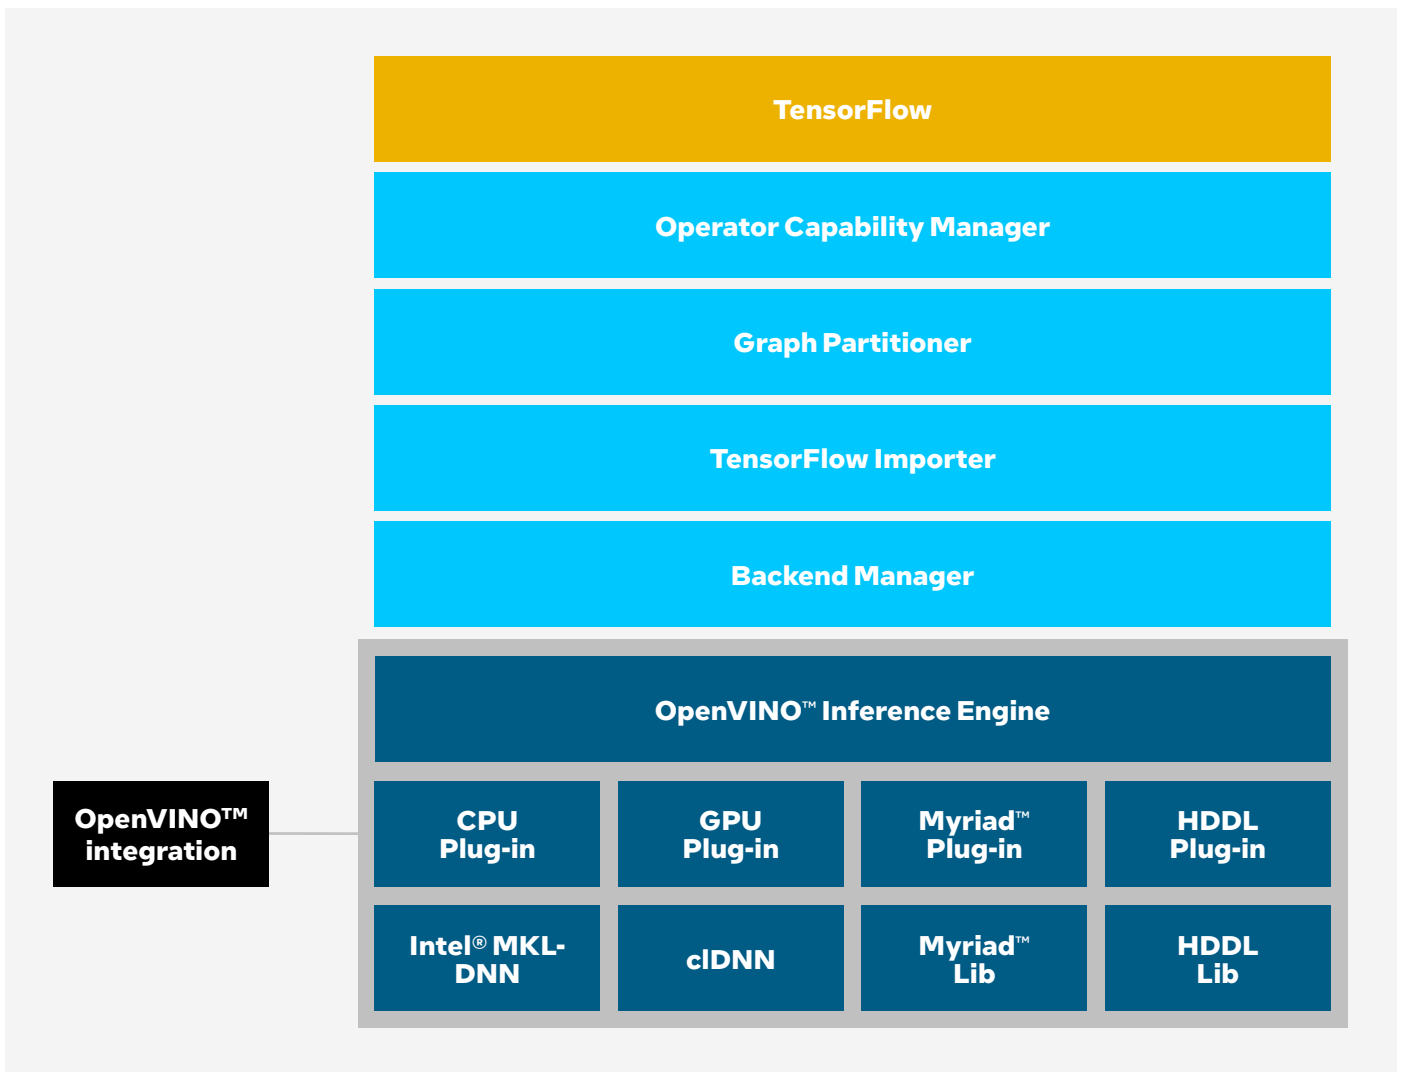 TensorFlow
Operator Capability Manager
Graph Partitioner
TensorFlow Importer
Backend Manager
OpenVINO™ Inference Engine
OpenVINO™
integration
CPU
Plug-in
GPU
Plug-in
Myriad™
Plug-in
HDDL
Plug-in
Intel® MKL-
DNN
clDNN
Myriad™
Lib
HDDL
Lib